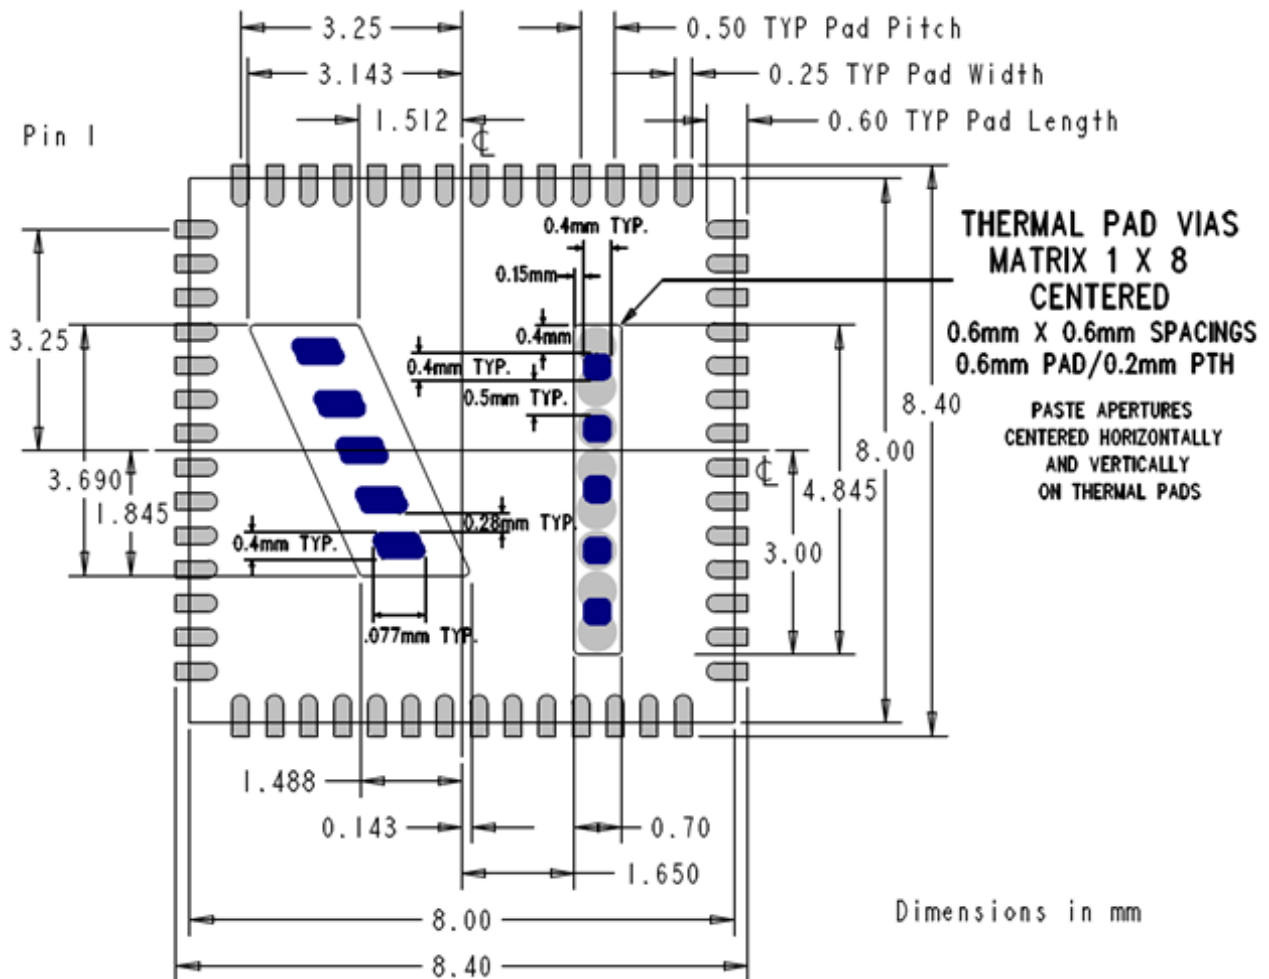 3.25
0.50 TYP Pad Pitch
3.143
0.25 TYP Pad Width
1.512
0.60 TYP Pad Length
Pin 1
℄
THERMAL PAD VIAS
MATRIX 1 X 8
CENTERED
0.6mm X 0.6mm SPACINGS
0.6mm PAD/0.2mm PTH
PASTE APERTURES
CENTERED HORIZONTALLY
AND VERTICALLY
ON THERMAL PADS
0.4mm TYP.
0.15mm
0.4mm
0.4mm TYP.
0.5mm TYP.
3.25
8.40
8.00
℄
3.690
4.845
1.845
0.28mm TYP.
0.4mm TYP.
3.00
.077mm TYP.
1.488
0.143
0.70
1.650
Dimensions in mm
8.00
8.40